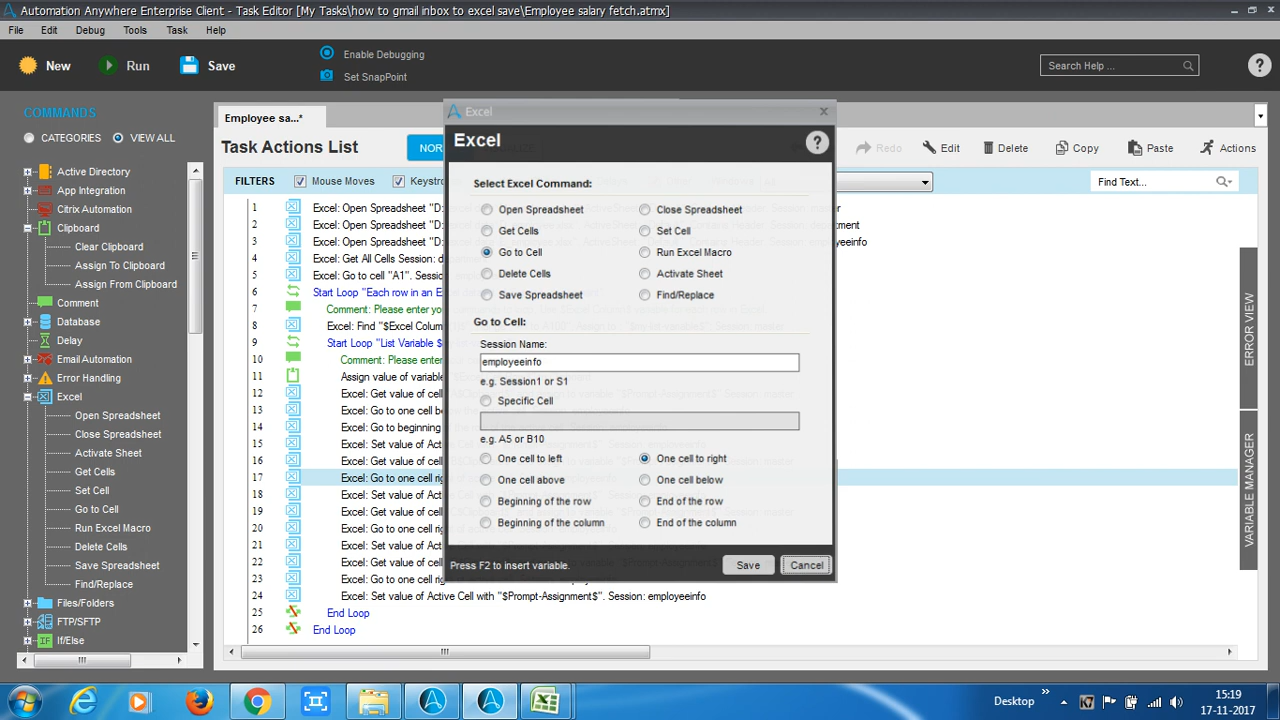 Automation Anywhere Enterprise Client - Task Editor [My Tasks\how to gmail inbox to excel save\Employee salary fetch.atmx]
File Edit Debug Tools Task Help
New Run Save
Enable Debugging
Set SnapPoint
Search Help ...
?
COMMANDS
CATEGORIES VIEW ALL
Active Directory
App Integration
Citrix Automation
Clipboard
Clear Clipboard
Assign To Clipboard
Assign From Clipboard
Comment
Database
Delay
Email Automation
Error Handling
Excel
Open Spreadsheet
Close Spreadsheet
Activate Sheet
Get Cells
Set Cell
Go to Cell
Run Excel Macro
Delete Cells
Save Spreadsheet
Find/Replace
Files/Folders
FTP/SFTP
IF If/Else
Employee sa...*
Task Actions List
NOR
Redo Edit Delete Copy Paste Actions
FILTERS Mouse Moves Keystro
Find Text...
1 Excel: Open Spreadsheet "D:
2 Excel: Open Spreadsheet "D: tment
3 Excel: Open Spreadsheet "D: employeeinfo
4 Excel: Get All Cells Session: d
5 Excel: Go to cell "A1". Sessi
6 Start Loop "Each row in an E
7 Comment: Please enter yo
8 Excel: Find "$Excel Colum
9 Start Loop "List Variable $
10 Comment: Please enter
11 Assign value of variable
12 Excel: Get value of cell
13 Excel: Go to one cell be
14 Excel: Go to beginning
15 Excel: Set value of Activ
16 Excel: Get value of cell
17 Excel: Go to one cell rig
18 Excel: Set value of Act
19 Excel: Get value of cel
20 Excel: Go to one cell rig
21 Excel: Set value of Act
22 Excel: Get value of cel
23 Excel: Go to one cell ri
24 Excel: Set value of Active Cell with "$Prompt-Assignment$". Session: employeeinfo
25 End Loop
26 End Loop
Excel
Excel
?
Select Excel Command:
Open Spreadsheet Close Spreadsheet
Get Cells Set Cell
Go to Cell Run Excel Macro
Delete Cells Activate Sheet
Save Spreadsheet Find/Replace
Go to Cell:
Session Name:
employeeinfo
e.g. Session1 or S1
Specific Cell
e.g. A5 or B10
One cell to left One cell to right
One cell above One cell below
Beginning of the row End of the row
Beginning of the column End of the column
Press F2 to insert variable.
Save Cancel
ERROR VIEW
VARIABLE MANAGER
Desktop
15:19
17-11-2017